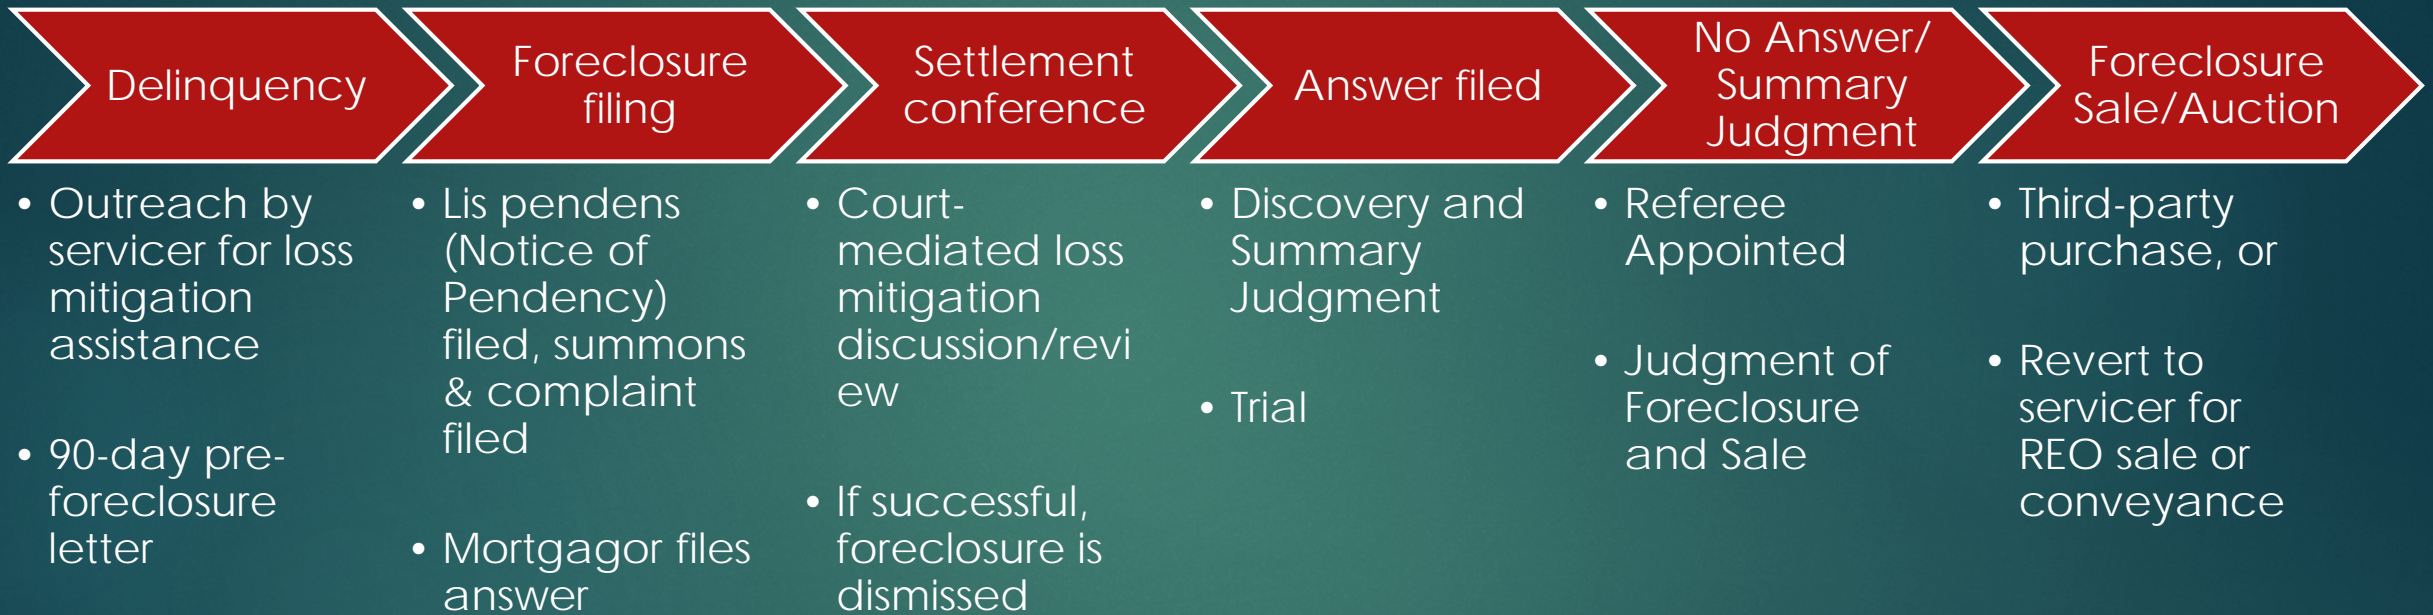 Delinquency
Foreclosure
filing
Settlement
conference
Answer filed
No Answer/
Summary
Judgment
Foreclosure
Sale/Auction
• Outreach by
servicer for loss
mitigation
assistance
• 90-day pre-
foreclosure
letter
• Lis pendens
(Notice of
Pendency)
filed, summons
& complaint
filed
• Mortgagor files
answer
• Court-
mediated loss
mitigation
discussion/revi
ew
• If successful,
foreclosure is
dismissed
• Discovery and
Summary
Judgment
• Trial
• Referee
Appointed
• Judgment of
Foreclosure
and Sale
• Third-party
purchase, or
• Revert to
servicer for
REO sale or
conveyance